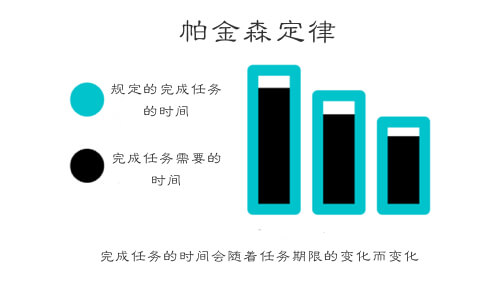 帕金森定律
规定的完成任务
的时间
完成任务需要的
时间
完成任务的时间会随着任务期限的变化而变化